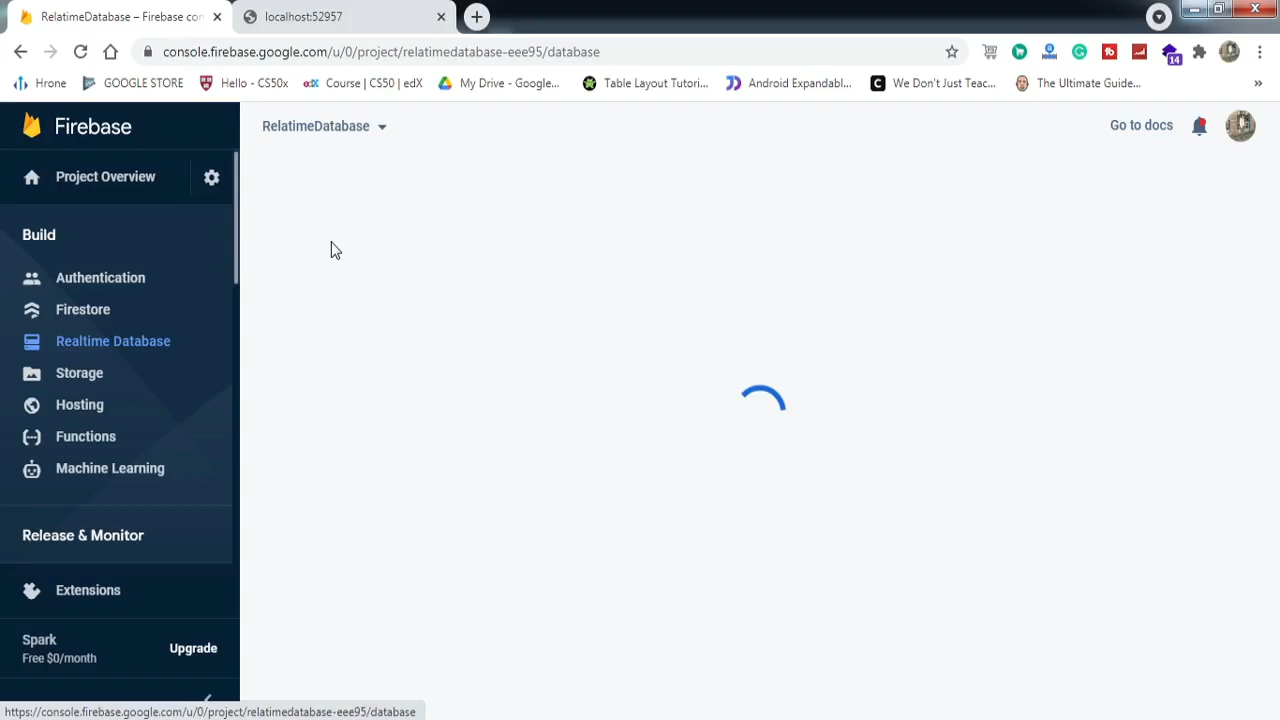 RelatimeDatabase – Firebase con
localhost:52957
console.firebase.google.com/u/0/project/relatimedatabase-eee95/database
14
Hrone
GOOGLE STORE
Hello - CS50x
edX
Course | CS50 | edX
My Drive - Google...
Table Layout Tutori...
Android Expandabl...
C
We Don't Just Teac...
The Ultimate Guide...
»
Firebase
RelatimeDatabase
Go to docs
Project Overview
Build
Authentication
Firestore
Realtime Database
Storage
Hosting
Functions
Machine Learning
Release & Monitor
Extensions
Spark
Free $0/month
Upgrade
https://console.firebase.google.com/u/0/project/relatimedatabase-eee95/database